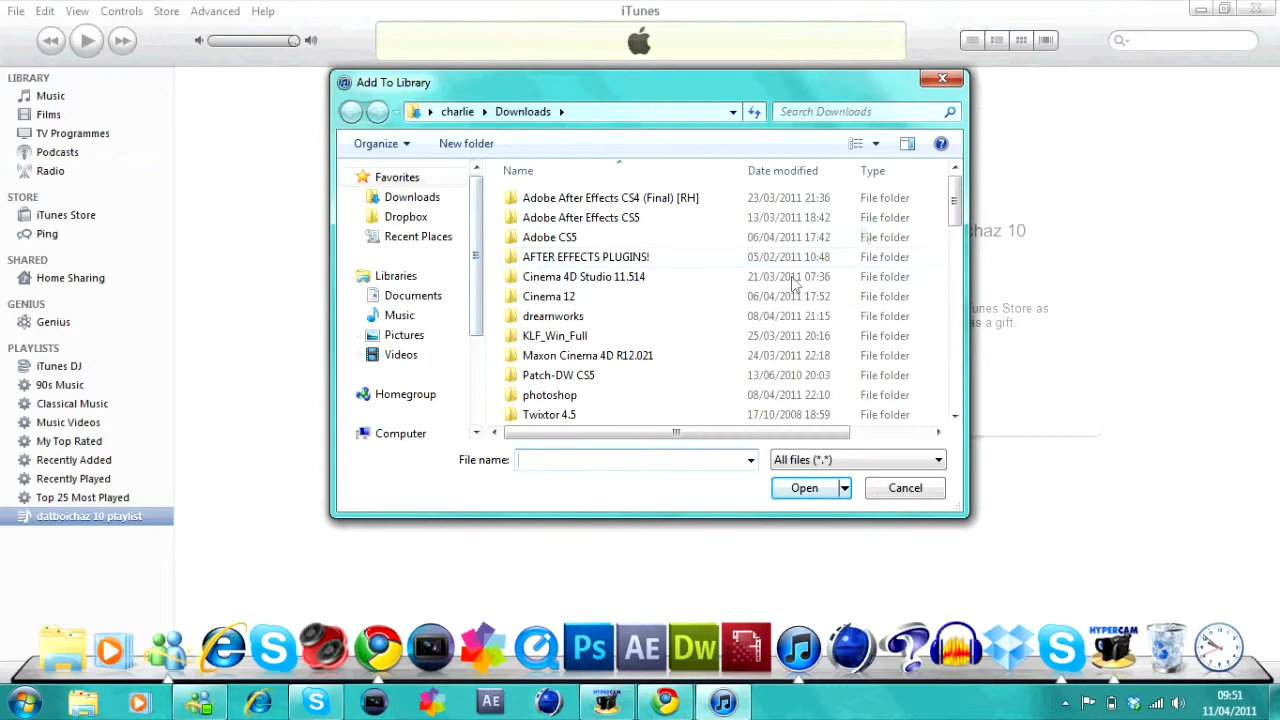 File Edit View Controls Store Advanced Help
iTunes
LIBRARY
Music
Films
TV Programmes
Podcasts
Radio
STORE
iTunes Store
Ping
SHARED
Home Sharing
GENIUS
Genius
PLAYLISTS
iTunes DJ
90s Music
Classical Music
Music Videos
My Top Rated
Recently Added
Recently Played
Top 25 Most Played
datboichaz 10 playlist
Add To Library
charlie Downloads
Search Downloads
Organize New folder
Favorites
Downloads
Dropbox
Recent Places
Libraries
Documents
Music
Pictures
Videos
Homegroup
Computer
Name Date modified Type
Adobe After Effects CS4 (Final) [RH] 23/03/2011 21:36 File folder
Adobe After Effects CS5 13/03/2011 18:42 File folder
Adobe CS5 06/04/2011 17:42 File folder
AFTER EFFECTS PLUGINS! 05/02/2011 10:48 File folder
Cinema 4D Studio 11.514 21/03/2011 07:36 File folder
Cinema 12 06/04/2011 17:52 File folder
dreamworks 08/04/2011 21:15 File folder
KLF_Win_Full 25/03/2011 20:16 File folder
Maxon Cinema 4D R12.021 24/03/2011 22:18 File folder
Patch-DW CS5 13/06/2010 20:03 File folder
photoshop 08/04/2011 22:10 File folder
Twixtor 4.5 17/10/2008 18:59 File folder
File name: All files (*.*)
Open Cancel
haz 10
Tunes Store as
as a gift.
Ps AE Dw HYPERCAM
AE HYPERCAM
09:51
11/04/2011